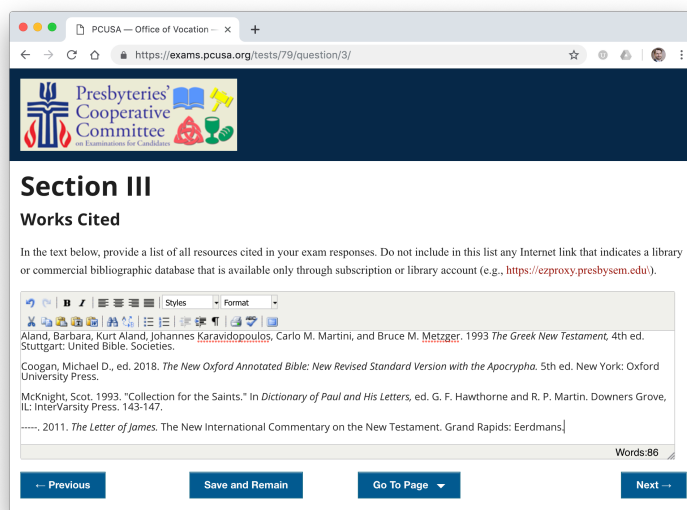 PCUSA — Office of Vocation —
https://exams.pcusa.org/tests/79/question/3/
Presbyteries'
Cooperative
Committee
on Examinations for Candidates
Section III
Works Cited
In the text below, provide a list of all resources cited in your exam responses. Do not include in this list any Internet link that indicates a library
or commercial bibliographic database that is available only through subscription or library account (e.g., https://ezproxy.presbysem.edu\).
B I Styles Format
Aland, Barbara, Kurt Aland, Johannes Karavidopoulos, Carlo M. Martini, and Bruce M. Metzger. 1993 The Greek New Testament, 4th ed.
Stuttgart: United Bible. Societies.
Coogan, Michael D., ed. 2018. The New Oxford Annotated Bible: New Revised Standard Version with the Apocrypha. 5th ed. New York: Oxford
University Press.
McKnight, Scot. 1993. "Collection for the Saints." In Dictionary of Paul and His Letters, ed. G. F. Hawthorne and R. P. Martin. Downers Grove,
IL: InterVarsity Press. 143-147.
-----. 2011. The Letter of James. The New International Commentary on the New Testament. Grand Rapids: Eerdmans.
Words:86
← Previous Save and Remain Go To Page Next →